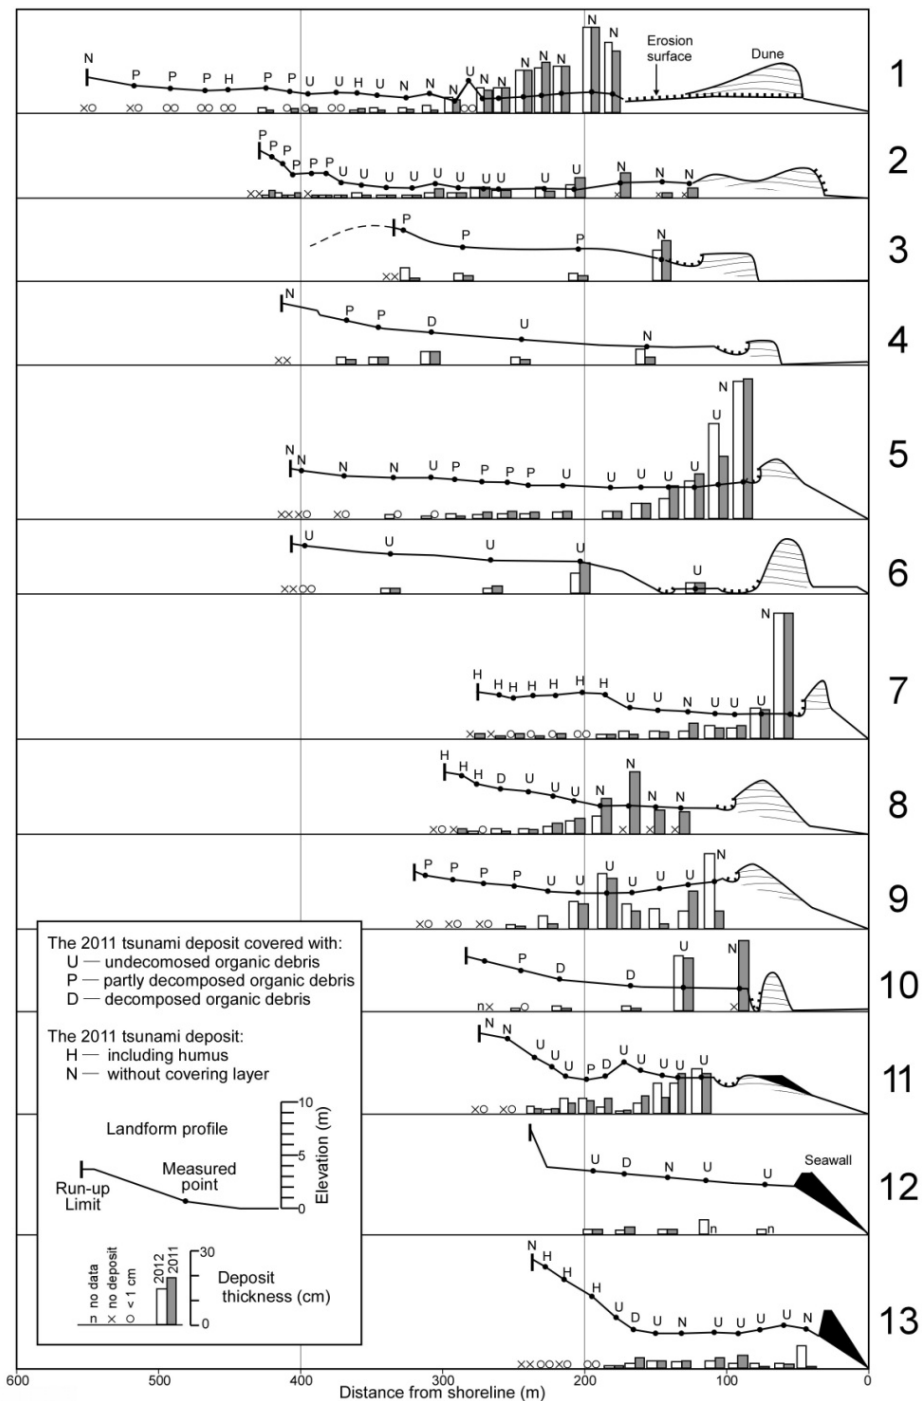 Erosion
surface
Dune
N P P P H P P U U H U N N N U N N N N N N N
×○ ○○ ○○ ○○ ○ ○ ○○ ○○
1
P P P P P P U U U U U U U U U U N N N
×× × × × ×
2
P P P N
××
3
N P P D U N
××
4
N N N N U P P P P U U U U U U N
×××○ ×○ ○ ○
5
U U U U U
××○○
6
H H H H H H H U U N U U U N
× × ○ ○ ○ ○○
7
H H H D U U U N N N N
×○× ○ × × ×
8
P P P P U U U U U U N
×○ ×○ ×○
9
P D D U N
n× ○ ×
10
N N U U U P U U U U U U
×○ ×○
11
Seawall
U D N U U
n n
12
N H H H U D U N U U U U N
××○○×○ ×○
13
The 2011 tsunami deposit covered with:
U — undecomosed organic debris
P — partly decomposed organic debris
D — decomposed organic debris
The 2011 tsunami deposit:
H — including humus
N — without covering layer
Landform profile
Run-up
Limit
Measured
point
10
5
0
Elevation (m)
n no data
× no deposit
○ < 1 cm
2012
2011
30
0
Deposit
thickness (cm)
600 500 400 300 200 100 0
Distance from shoreline (m)